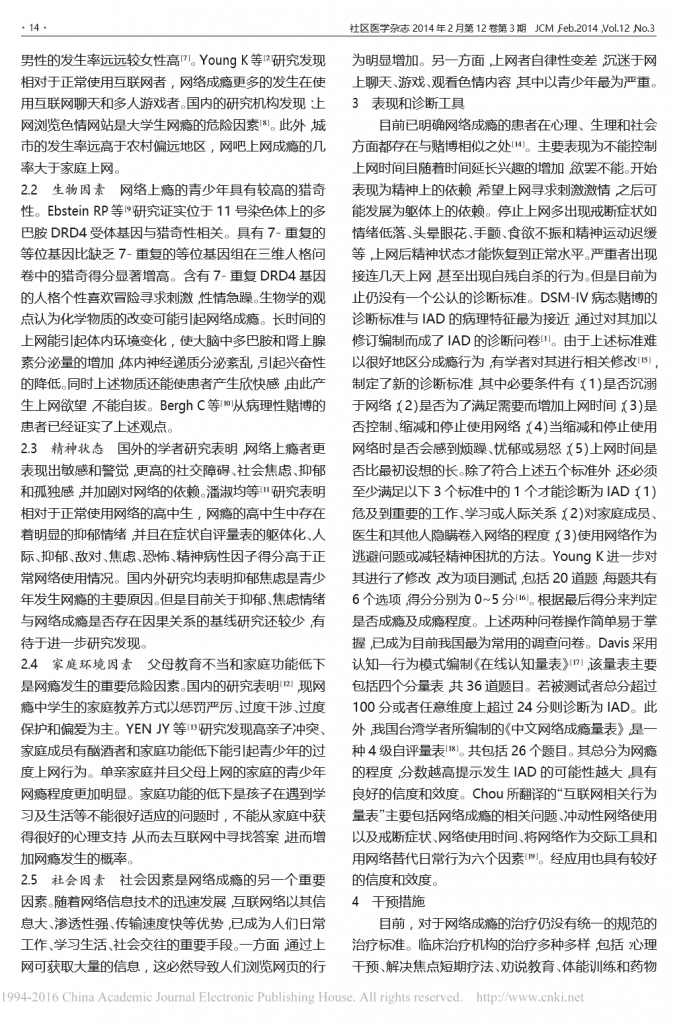 · 14 ·
社区医学杂志 2014 年 2 月第 12 卷第 3 期 JCM ,Feb.2014 ,Vol.12 ,No.3
男性的发生率远远较女性高[7]。Young K 等[2]研究发现
相对于正常使用互联网者，网络成瘾更多的发生在使
用互联网聊天和多人游戏者。国内的研究机构发现：上
网浏览色情网站是大学生网瘾的危险因素[8]。此外 ,城
市的发生率远高于农村偏远地区，网吧上网成瘾的几
率大于家庭上网。
2.2 生物因素 网络上瘾的青少年具有较高的猎奇
性。Ebstein RP 等[9]研究证实位于 11 号染色体上的多
巴胺 DRD4 受体基因与猎奇性相关。具有 7- 重复的
等位基因比缺乏 7- 重复的等位基因组在三维人格问
卷中的猎奇得分显著增高。含有 7- 重复 DRD4 基因
的人格个性喜欢冒险寻求刺激 ,性情急躁。生物学的观
点认为化学物质的改变可能引起网络成瘾。长时间的
上网能引起体内环境变化，使大脑中多巴胺和肾上腺
素分泌量的增加 ,体内神经递质分泌紊乱 ,引起兴奋性
的降低。同时上述物质还能使患者产生欣快感 ,由此产
生上网欲望 ,不能自拔。Bergh C 等[10]从病理性赌博的
患者已经证实了上述观点。
2.3 精神状态 国外的学者研究表明 ,网络上瘾者更
表现出敏感和警觉 ,更高的社交障碍、社会焦虑、抑郁
和孤独感 ,并加剧对网络的依赖。潘淑均等[11]研究表明
相对于正常使用网络的高中生，网瘾的高中生中存在
着明显的抑郁情绪 ,并且在症状自评量表的躯体化、人
际、抑郁、敌对、焦虑、恐怖、精神病性因子得分高于正
常网络使用情况。国内外研究均表明抑郁焦虑是青少
年发生网瘾的主要原因。但是目前关于抑郁、焦虑情绪
与网络成瘾是否存在因果关系的基线研究还较少 ,有
待于进一步研究发现。
2.4 家庭环境因素 父母教育不当和家庭功能低下
是网瘾发生的重要危险因素。国内的研究表明[12] ,现网
瘾中学生的家庭教养方式以惩罚严厉、过度干涉、过度
保护和偏爱为主。YEN JY 等[13]研究发现高亲子冲突、
家庭成员有酗酒者和家庭功能低下能引起青少年的过
度上网行为。单亲家庭并且父母上网的家庭的青少年
网瘾程度更加明显。家庭功能的低下是孩子在遇到学
习及生活等不能很好适应的问题时，不能从家庭中获
得很好的心理支持 ,从而去互联网中寻找答案 ,进而增
加网瘾发生的概率。
2.5 社会因素 社会因素是网络成瘾的另一个重要
因素。随着网络信息技术的迅速发展 ,互联网络以其信
息大、渗透性强、传输速度快等优势，已成为人们日常
工作、学习生活、社会交往的重要手段。一方面 ,通过上
网可获取大量的信息，这必然导致人们浏览网页的行
为明显增加。另一方面 ,上网者自律性变差 ,沉迷于网
上聊天、游戏、观看色情内容 ,其中以青少年最为严重。
3 表现和诊断工具
目前已明确网络成瘾的患者在心理、生理和社会
方面都存在与赌博相似之处[14]。主要表现为不能控制
上网时间且随着时间延长兴趣的增加 ,欲罢不能。开始
表现为精神上的依赖 ,希望上网寻求刺激激情 ,之后可
能发展为躯体上的依赖。停止上网多出现戒断症状如
情绪低落、头晕眼花、手颤、食欲不振和精神运动迟缓
等 ,上网后精神状态才能恢复到正常水平。严重者出现
接连几天上网 ,甚至出现自残自杀的行为。但是目前为
止仍没有一个公认的诊断标准。DSM-IV 病态赌博的
诊断标准与 IAD 的病理特征最为接近 ,通过对其加以
修订编制而成了 IAD 的诊断问卷[1]。由于上述标准难
以很好地区分成瘾行为 ,有学者对其进行相关修改[15] ,
制定了新的诊断标准 ,其中必要条件有：(1)是否沉溺
于网络；(2)是否为了满足需要而增加上网时间；(3)是
否控制、缩减和停止使用网络；(4)当缩减和停止使用
网络时是否会感到烦躁、忧郁或易怒；(5)上网时间是
否比最初设想的长。除了符合上述五个标准外 ,还必须
至少满足以下 3 个标准中的 1 个才能诊断为 IAD：(1)
危及到重要的工作、学习或人际关系；(2)对家庭成员、
医生和其他人隐瞒卷入网络的程度；(3)使用网络作为
逃避问题或减轻精神困扰的方法。Young K 进一步对
其进行了修改 ,改为项目测试 ,包括 20 道题 ,每题共有
6 个选项 ,得分分别为 0~5 分[16]。根据最后得分来判定
是否成瘾及成瘾程度。上述两种问卷操作简单易于掌
握 ,已成为目前我国最为常用的调查问卷。Davis 采用
认知—行为模式编制《在线认知量表》[17] ,该量表主要
包括四个分量表 ,共 36 道题目。若被测试者总分超过
100 分或者任意维度上超过 24 分则诊断为 IAD。此
外 ,我国台湾学者所编制的《中文网络成瘾量表》,是一
种 4 级自评量表[18]。共包括 26 个题目。其总分为网瘾
的程度 ,分数越高提示发生 IAD 的可能性越大 ,具有
良好的信度和效度。Chou 所翻译的“互联网相关行为
量表”主要包括网络成瘾的相关问题、冲动性网络使用
以及戒断症状、网络使用时间、将网络作为交际工具和
用网络替代日常行为六个因素[19]。经应用也具有较好
的信度和效度。
4 干预措施
目前，对于网络成瘾的治疗仍没有统一的规范的
治疗标准。临床治疗机构的治疗多种多样 ,包括：心理
干预、解决焦点短期疗法、劝说教育、体能训练和药物
1994-2016 China Academic Journal Electronic Publishing House. All rights reserved. http://www.cnki.net